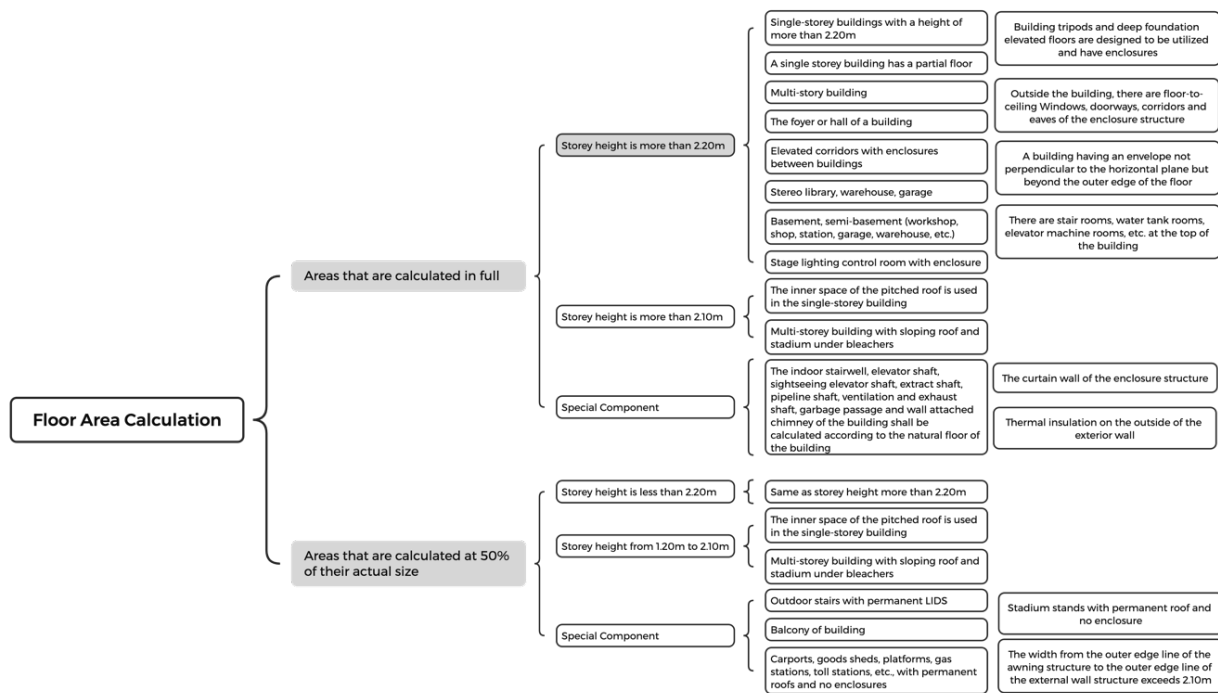 Floor Area Calculation
Areas that are calculated in full
Storey height is more than 2.20m
Single-storey buildings with a height of
more than 2.20m
A single storey building has a partial floor
Multi-story building
The foyer or hall of a building
Elevated corridors with enclosures
between buildings
Stereo library, warehouse, garage
Basement, semi-basement (workshop,
shop, station, garage, warehouse, etc.)
Stage lighting control room with enclosure
Building tripods and deep foundation
elevated floors are designed to be utilized
and have enclosures
Outside the building, there are floor-to-
ceiling Windows, doorways, corridors and
eaves of the enclosure structure
A building having an envelope not
perpendicular to the horizontal plane but
beyond the outer edge of the floor
There are stair rooms, water tank rooms,
elevator machine rooms, etc. at the top of
the building
Storey height is more than 2.10m
The inner space of the pitched roof is used
in the single-storey building
Multi-storey building with sloping roof and
stadium under bleachers
Special Component
The indoor stairwell, elevator shaft,
sightseeing elevator shaft, extract shaft,
pipeline shaft, ventilation and exhaust
shaft, garbage passage and wall attached
chimney of the building shall be
calculated according to the natural floor of
the building
The curtain wall of the enclosure structure
Thermal insulation on the outside of the
exterior wall
Areas that are calculated at 50%
of their actual size
Storey height is less than 2.20m
Same as storey height more than 2.20m
Storey height from 1.20m to 2.10m
The inner space of the pitched roof is used
in the single-storey building
Multi-storey building with sloping roof and
stadium under bleachers
Special Component
Outdoor stairs with permanent LIDS
Balcony of building
Carports, goods sheds, platforms, gas
stations, toll stations, etc., with permanent
roofs and no enclosures
Stadium stands with permanent roof and
no enclosure
The width from the outer edge line of the
awning structure to the outer edge line of
the external wall structure exceeds 2.10m